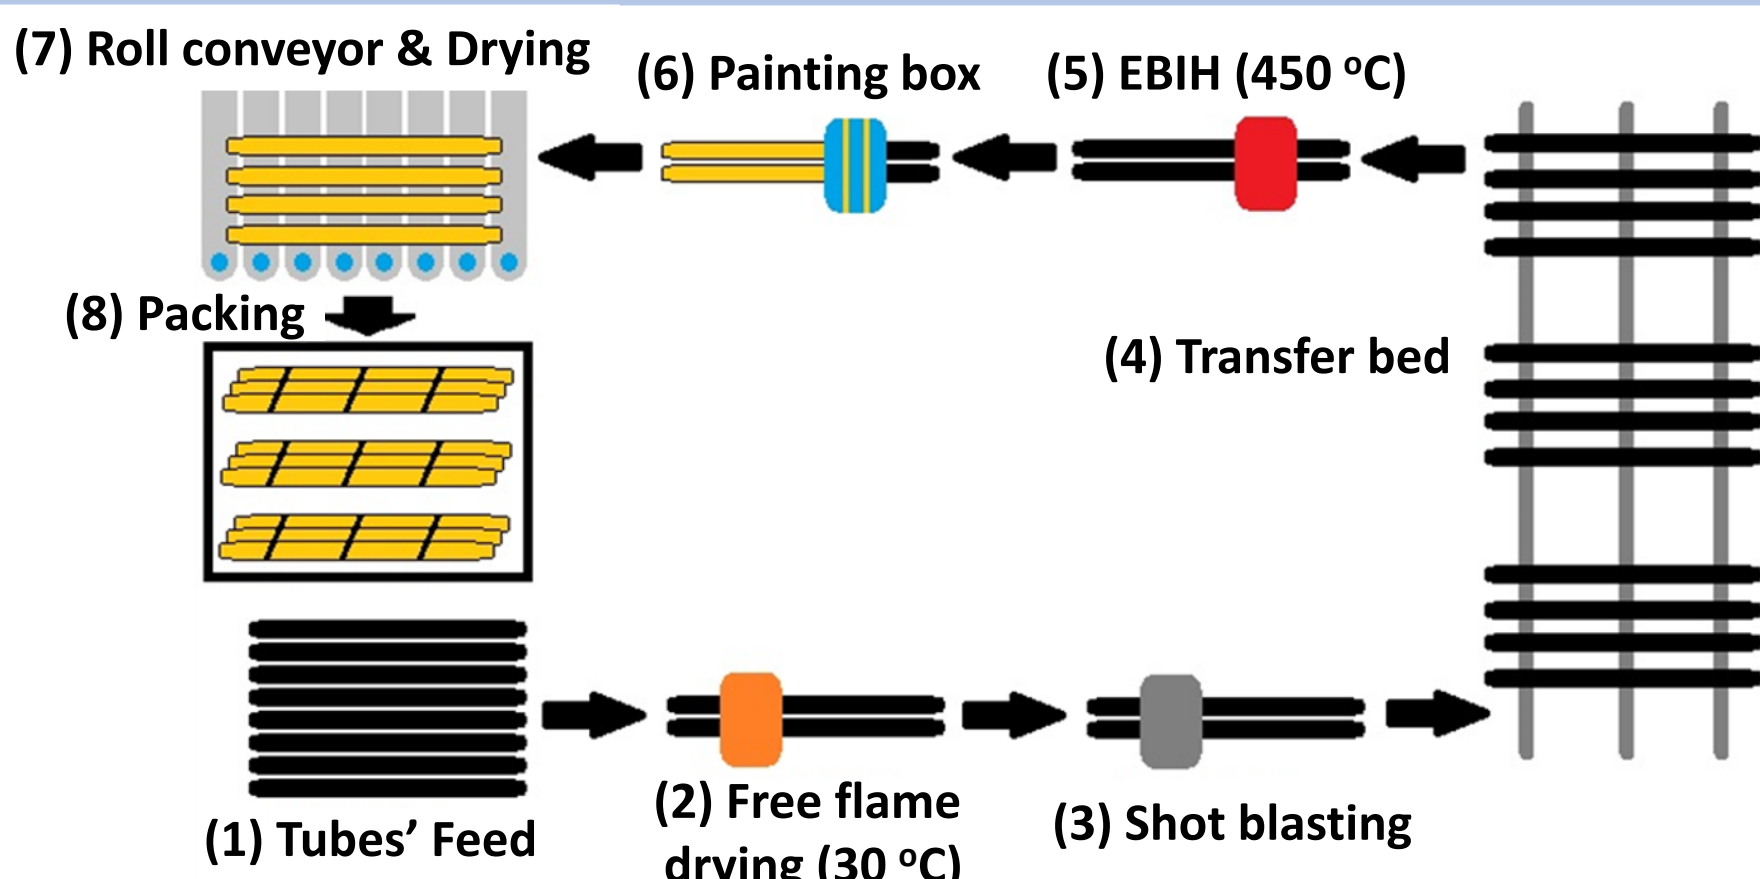 (7) Roll conveyor & Drying
(6) Painting box
(5) EBIH (450 ºC)
(8) Packing
(4) Transfer bed
(1) Tubes’ Feed
(2) Free flame
drying (30 ºC)
(3) Shot blasting